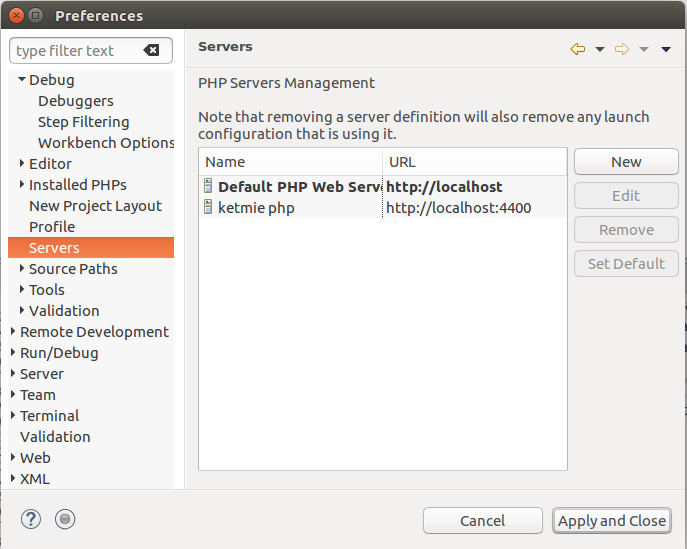 Preferences
type filter text
Debug
Debuggers
Step Filtering
Workbench Options
Editor
Installed PHPs
New Project Layout
Profile
Servers
Source Paths
Tools
Validation
Remote Development
Run/Debug
Server
Team
Terminal
Validation
Web
XML
Servers
PHP Servers Management
Note that removing a server definition will also remove any launch
configuration that is using it.
Name URL
Default PHP Web Serve http://localhost
ketmie php http://localhost:4400
New
Edit
Remove
Set Default
Cancel Apply and Close